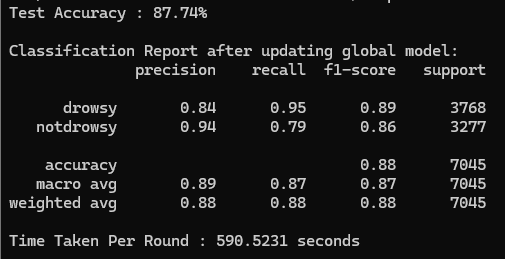 Test Accuracy : 87.74%
Classification Report after updating global model:
precision recall f1-score support
drowsy 0.84 0.95 0.89 3768
notdrowsy 0.94 0.79 0.86 3277
accuracy 0.88 7045
macro avg 0.89 0.87 0.87 7045
weighted avg 0.88 0.88 0.88 7045
Time Taken Per Round : 590.5231 seconds